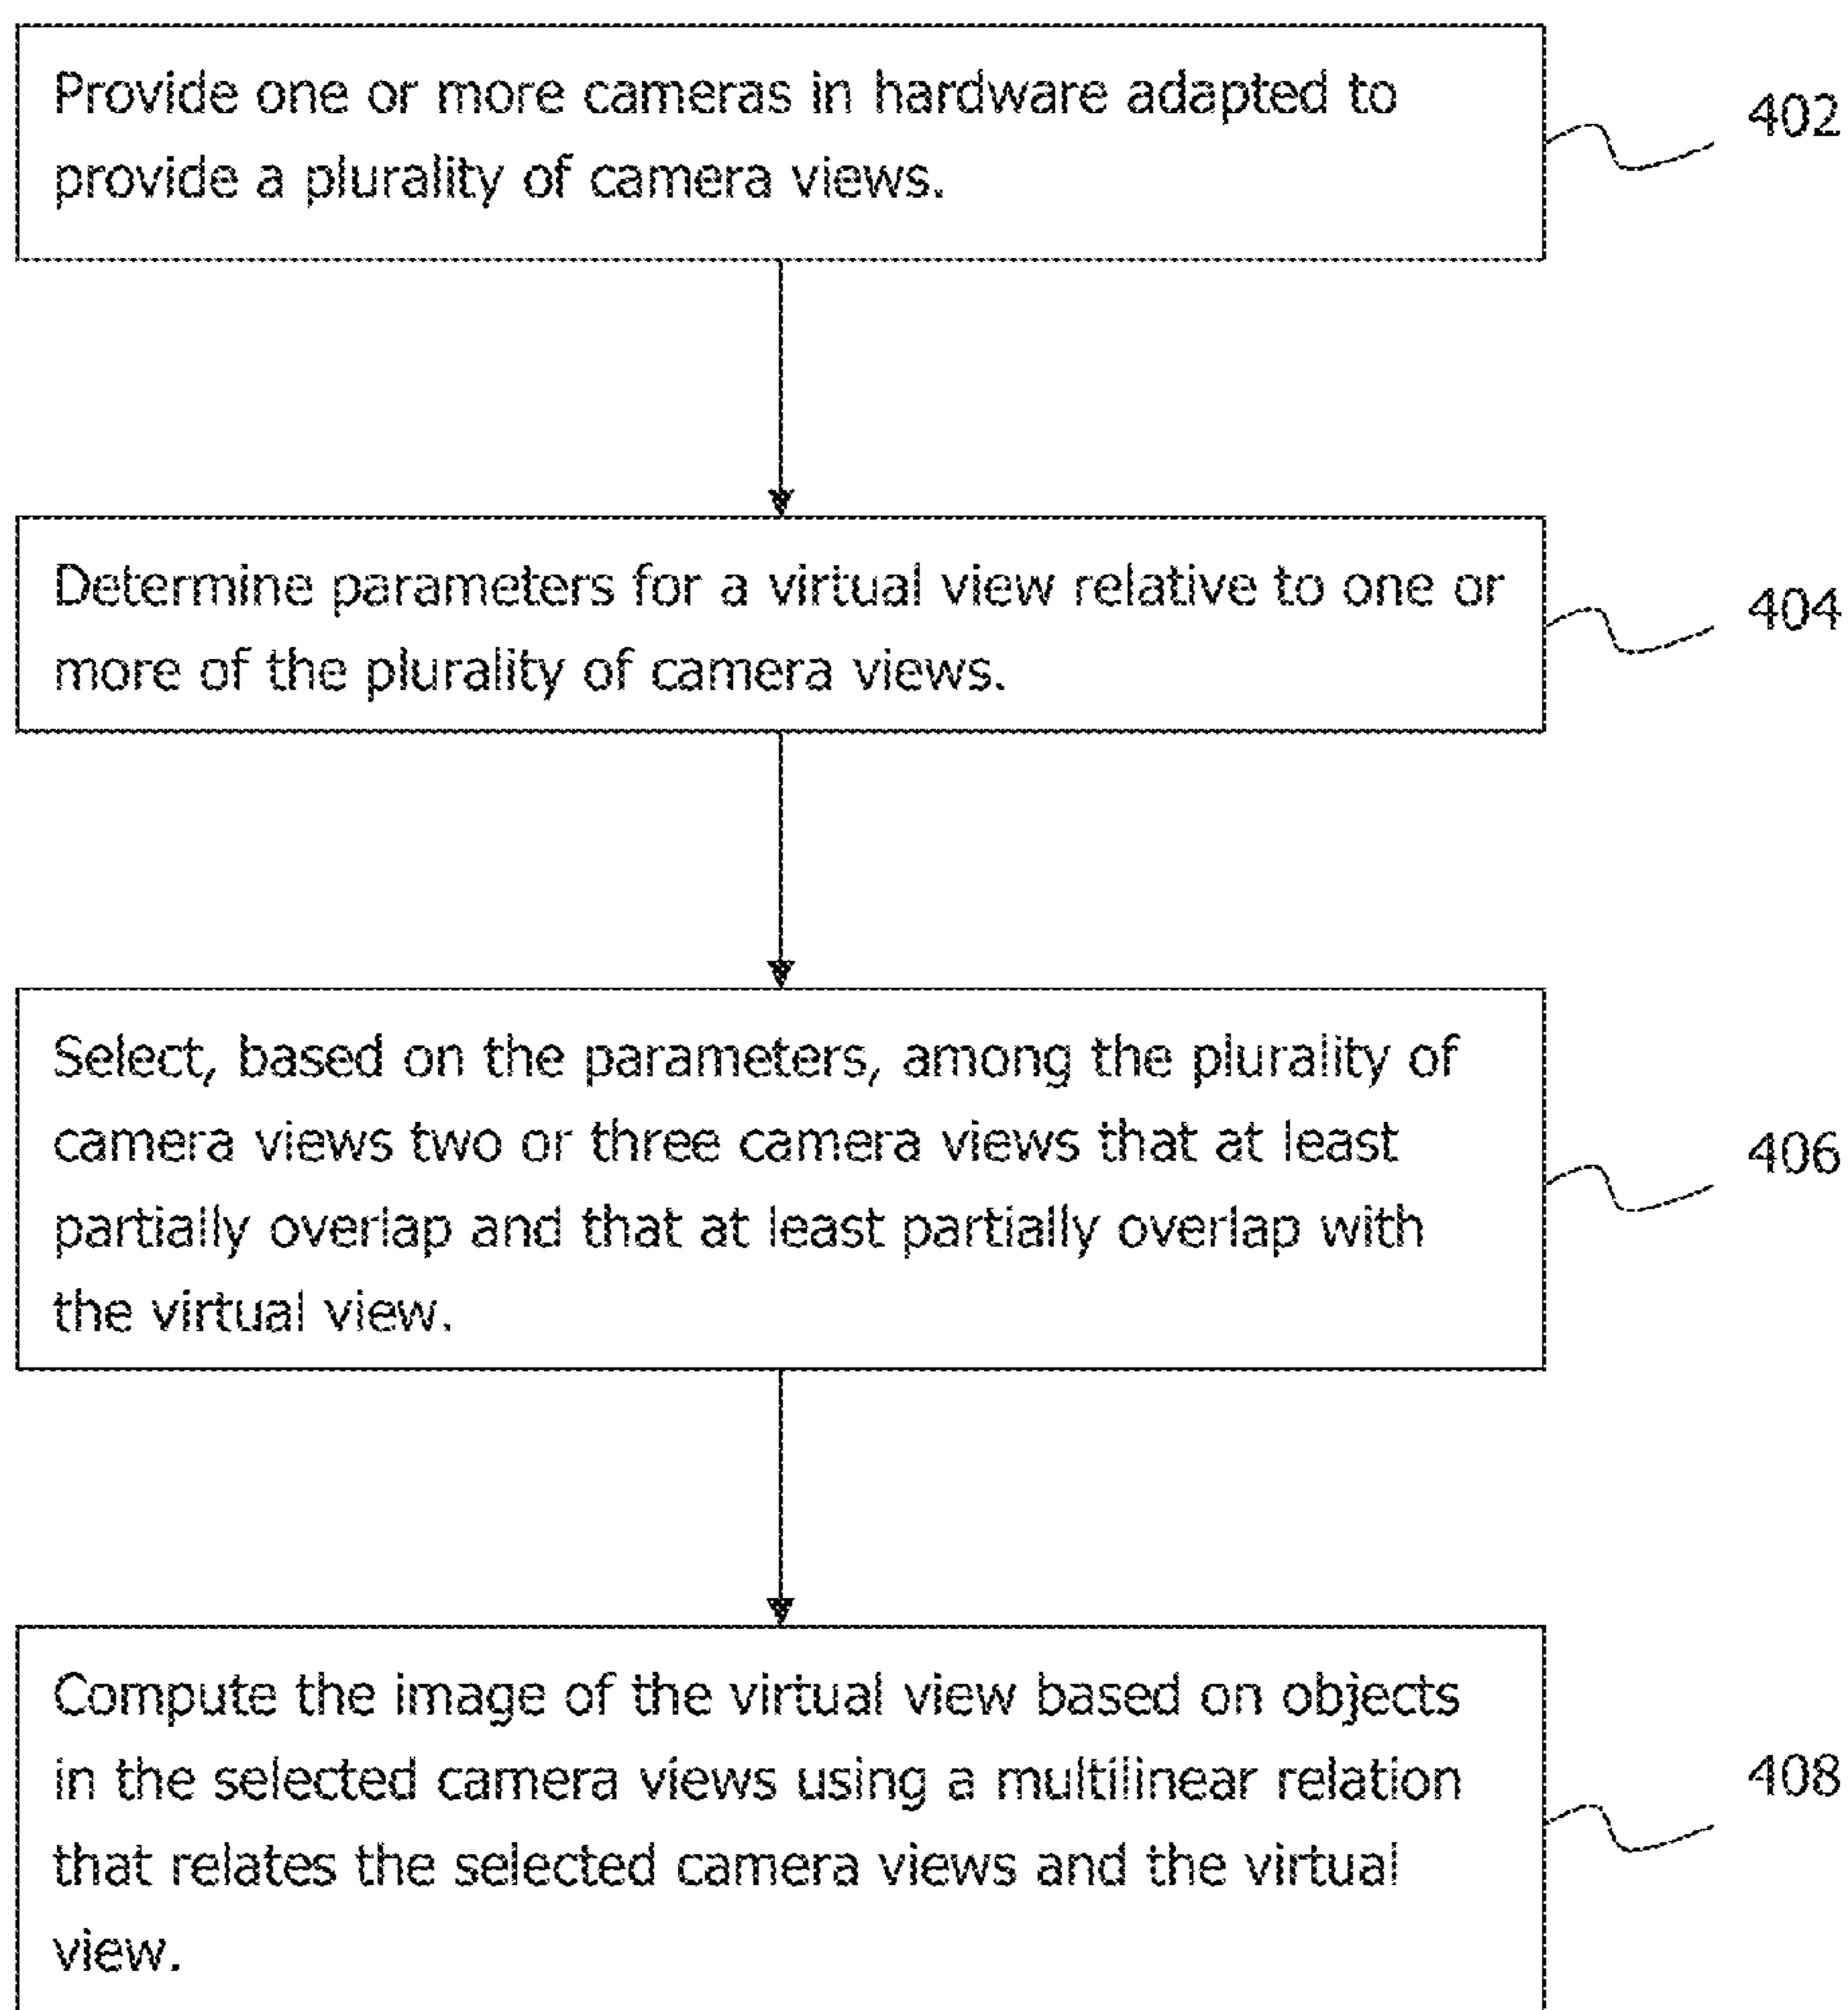 Provide one or more cameras in hardware adapted to
provide a plurality of camera views.
402
Determine parameters for a virtual view relative to one or
more of the plurality of camera views.
404
Select, based on the parameters, among the plurality of
camera views two or three camera views that at least
partially overlap and that at least partially overlap with
the virtual view.
406
Compute the image of the virtual view based on objects
in the selected camera views using a multilinear relation
that relates the selected camera views and the virtual
view.
408